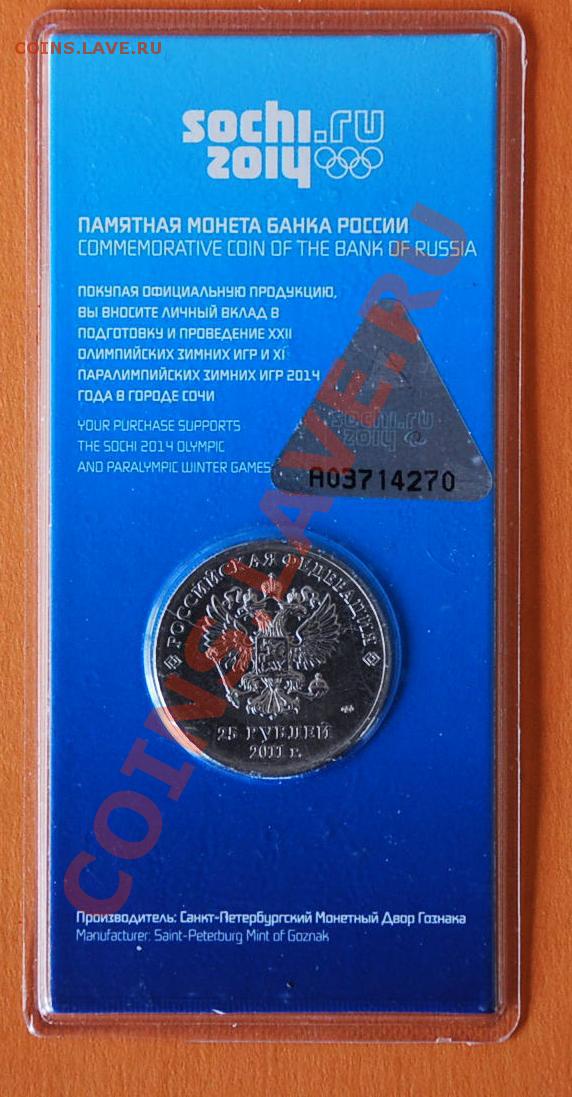 COINS.LAVE.RU
sochi.ru
2014
ПАМЯТНАЯ МОНЕТА БАНКА РОССИИ
COMMEMORATIVE COIN OF THE BANK OF RUSSIA
ПОКУПАЯ ОФИЦИАЛЬНУЮ ПРОДУКЦИЮ,
ВЫ ВНОСИТЕ ЛИЧНЫЙ ВКЛАД В
ПОДГОТОВКУ И ПРОВЕДЕНИЕ XXII
ОЛИМПИЙСКИХ ЗИМНИХ ИГР И XI
ПАРАЛИМПИЙСКИХ ЗИМНИХ ИГР 2014
ГОДА В ГОРОДЕ СОЧИ
YOUR PURCHASE SUPPORTS
THE SOCHI 2014 OLYMPIC
AND PARALYMPIC WINTER GAMES
sochi.ru
2014
A03714270
РОССИЙСКАЯ ФЕДЕРАЦИЯ
25 РУБЛЕЙ
2011 г.
COINS.LAVE.RU
Производитель: Санкт-Петербургский Монетный Двор Гознака
Manufacturer: Saint-Peterburg Mint of Goznak